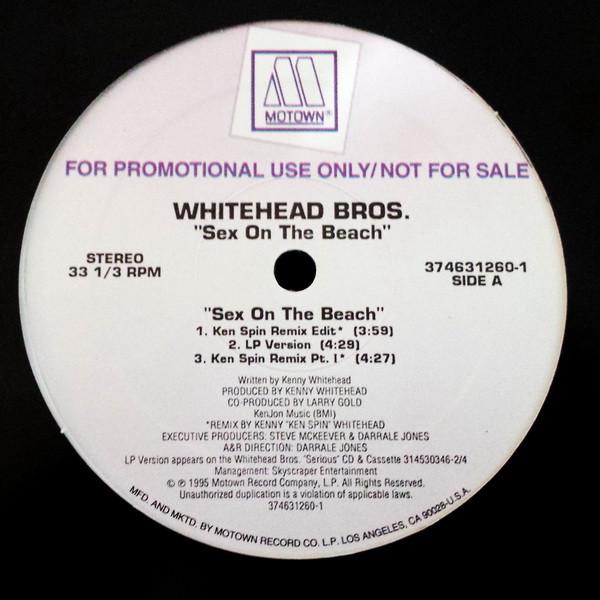 MOTOWN®
FOR PROMOTIONAL USE ONLY/NOT FOR SALE
WHITEHEAD BROS.
"Sex On The Beach"
STEREO
33 1/3 RPM
374631260-1
SIDE A
"Sex On The Beach"
1. Ken Spin Remix Edit* (3:59)
2. LP Version (4:29)
3. Ken Spin Remix Pt. I* (4:27)
Written by Kenny Whitehead
PRODUCED BY KENNY WHITEHEAD
CO-PRODUCED BY LARRY GOLD
KenJon Music (BMI)
*REMIX BY KENNY "KEN SPIN" WHITEHEAD
EXECUTIVE PRODUCERS: STEVE MCKEEVER & DARRALE JONES
A&R DIRECTION: DARRALE JONES
LP Version appears on the Whitehead Bros. "Serious" CD & Cassette 314530346-2/4
Management: Skyscraper Entertainment
© ℗ 1995 Motown Record Company, L.P. All Rights Reserved.
Unauthorized duplication is a violation of applicable laws.
374631260-1
MFD. AND MKTD. BY MOTOWN RECORD CO. L.P. LOS ANGELES, CA 90028-U.S.A.